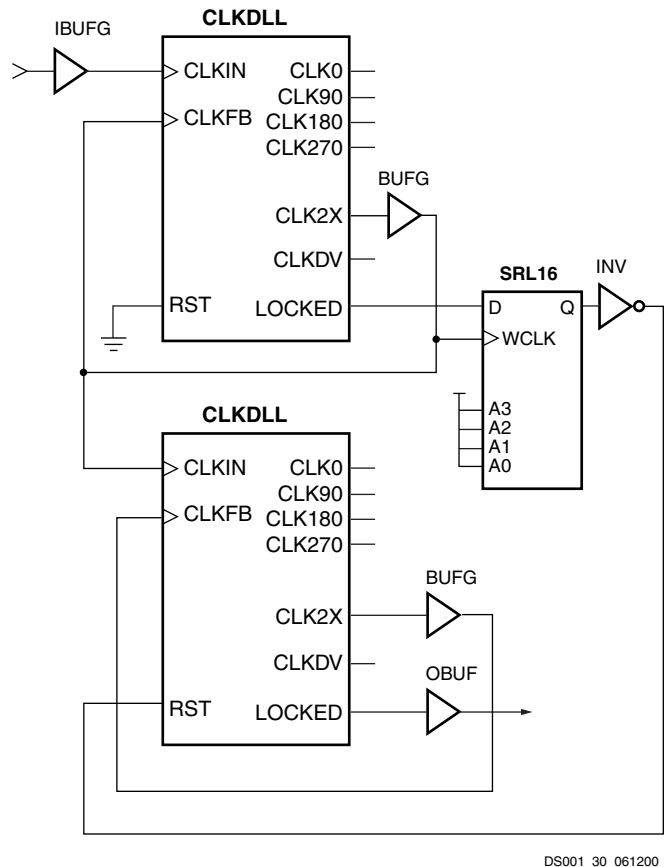 CLKDLL
IBUFG
CLKIN
CLKFB
CLK0
CLK90
CLK180
CLK270
CLK2X
BUFG
CLKDV
RST
LOCKED
SRL16
INV
D
Q
WCLK
A3
A2
A1
A0
CLKDLL
CLKIN
CLKFB
CLK0
CLK90
CLK180
CLK270
CLK2X
BUFG
CLKDV
OBUF
RST
LOCKED
DS001_30_061200